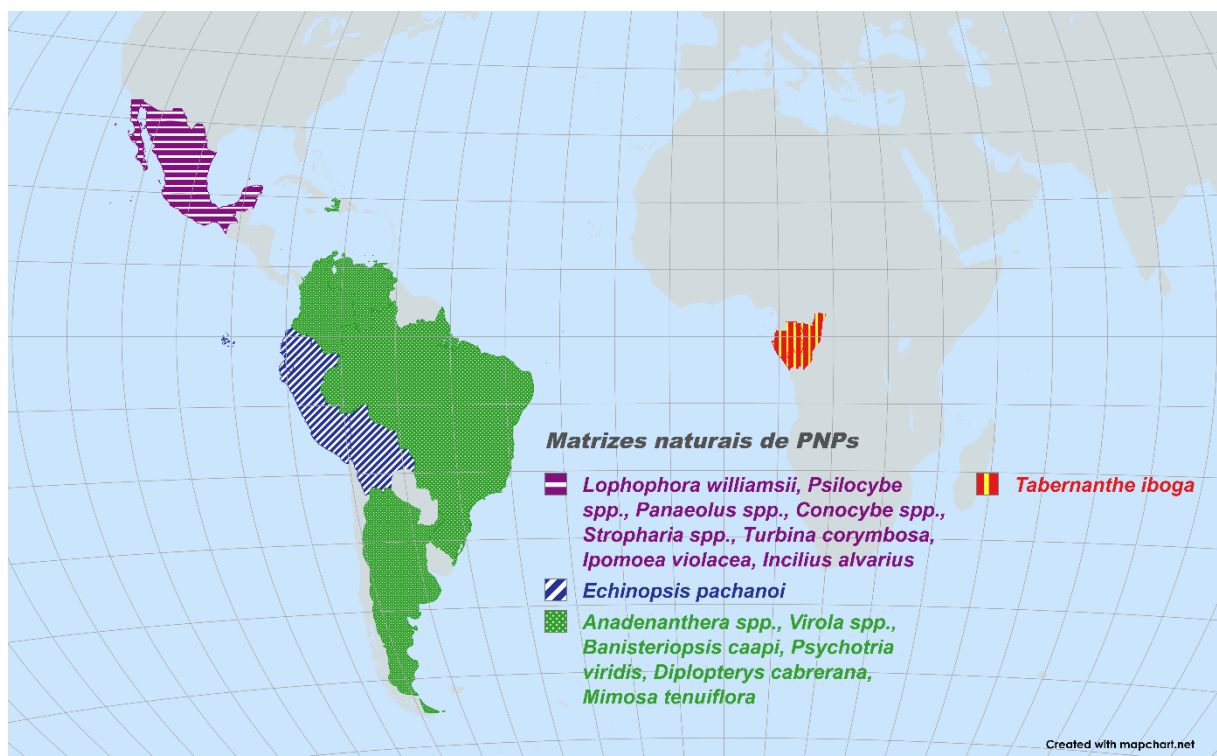 Matrizes naturais de PNPs
Lophophora williamsii, Psilocybe
spp., Panaeolus spp., Conocybe spp.,
Stropharia spp., Turbina corymbosa,
Ipomoea violacea, Incilius alvarius
Echinopsis pachanoi
Anadenanthera spp., Virola spp.,
Banisteriopsis caapi, Psychotria
viridis, Diplopterys cabrerana,
Mimosa tenuiflora
Tabernanthe iboga
Created with mapchart.net